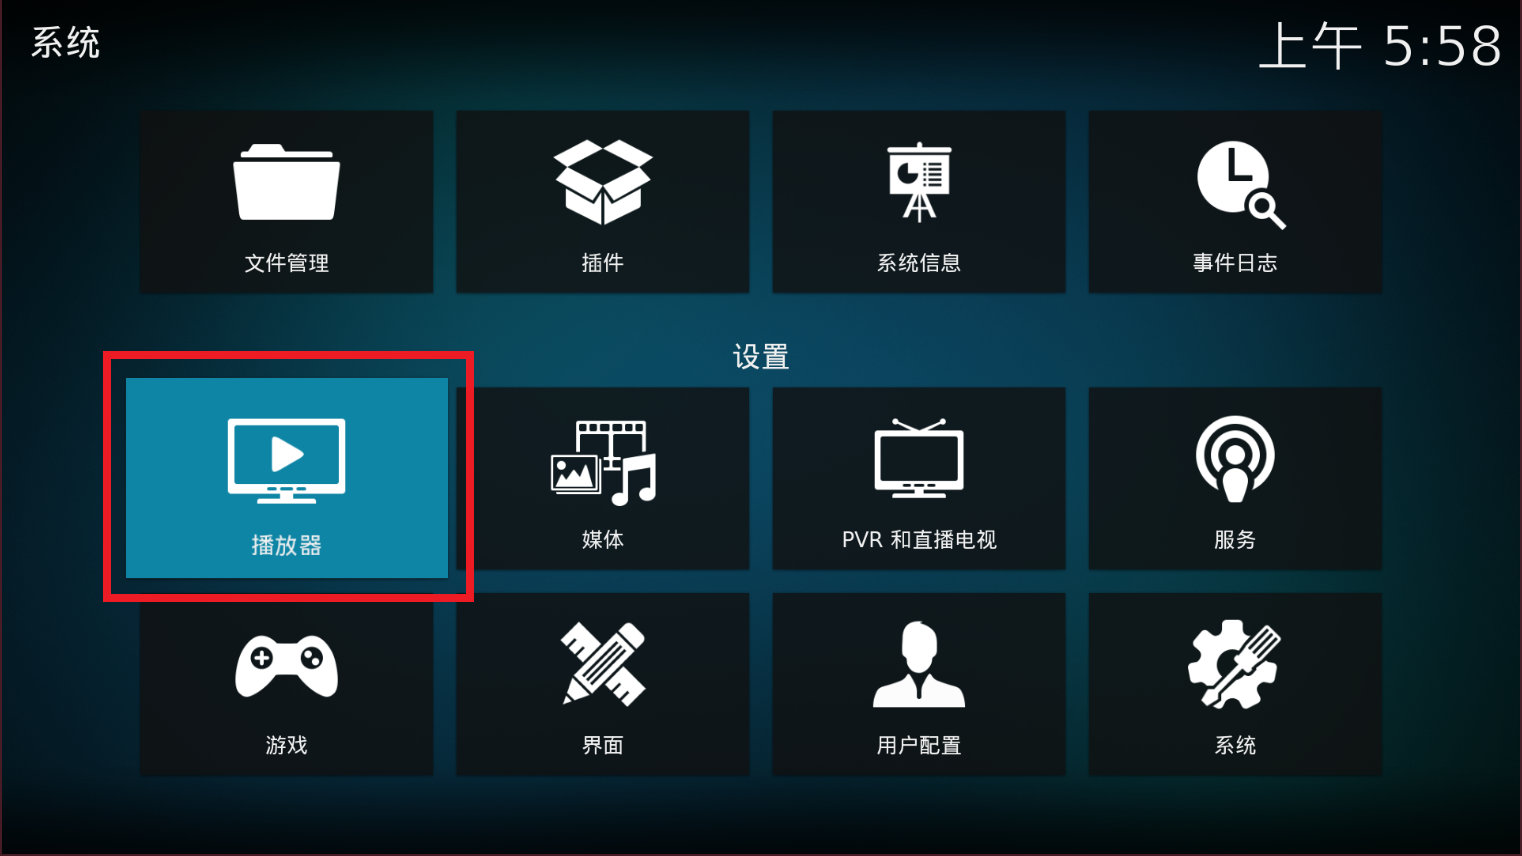 系统
上午 5:58
文件管理
插件
系统信息
事件日志
设置
播放器
媒体
PVR 和直播电视
服务
游戏
界面
用户配置
系统